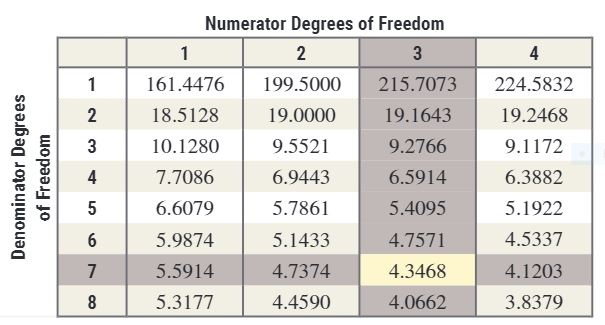 Numerator Degrees of Freedom
Denominator Degrees
of Freedom
1 2 3 4
1 161.4476 199.5000 215.7073 224.5832
2 18.5128 19.0000 19.1643 19.2468
3 10.1280 9.5521 9.2766 9.1172
4 7.7086 6.9443 6.5914 6.3882
5 6.6079 5.7861 5.4095 5.1922
6 5.9874 5.1433 4.7571 4.5337
7 5.5914 4.7374 4.3468 4.1203
8 5.3177 4.4590 4.0662 3.8379